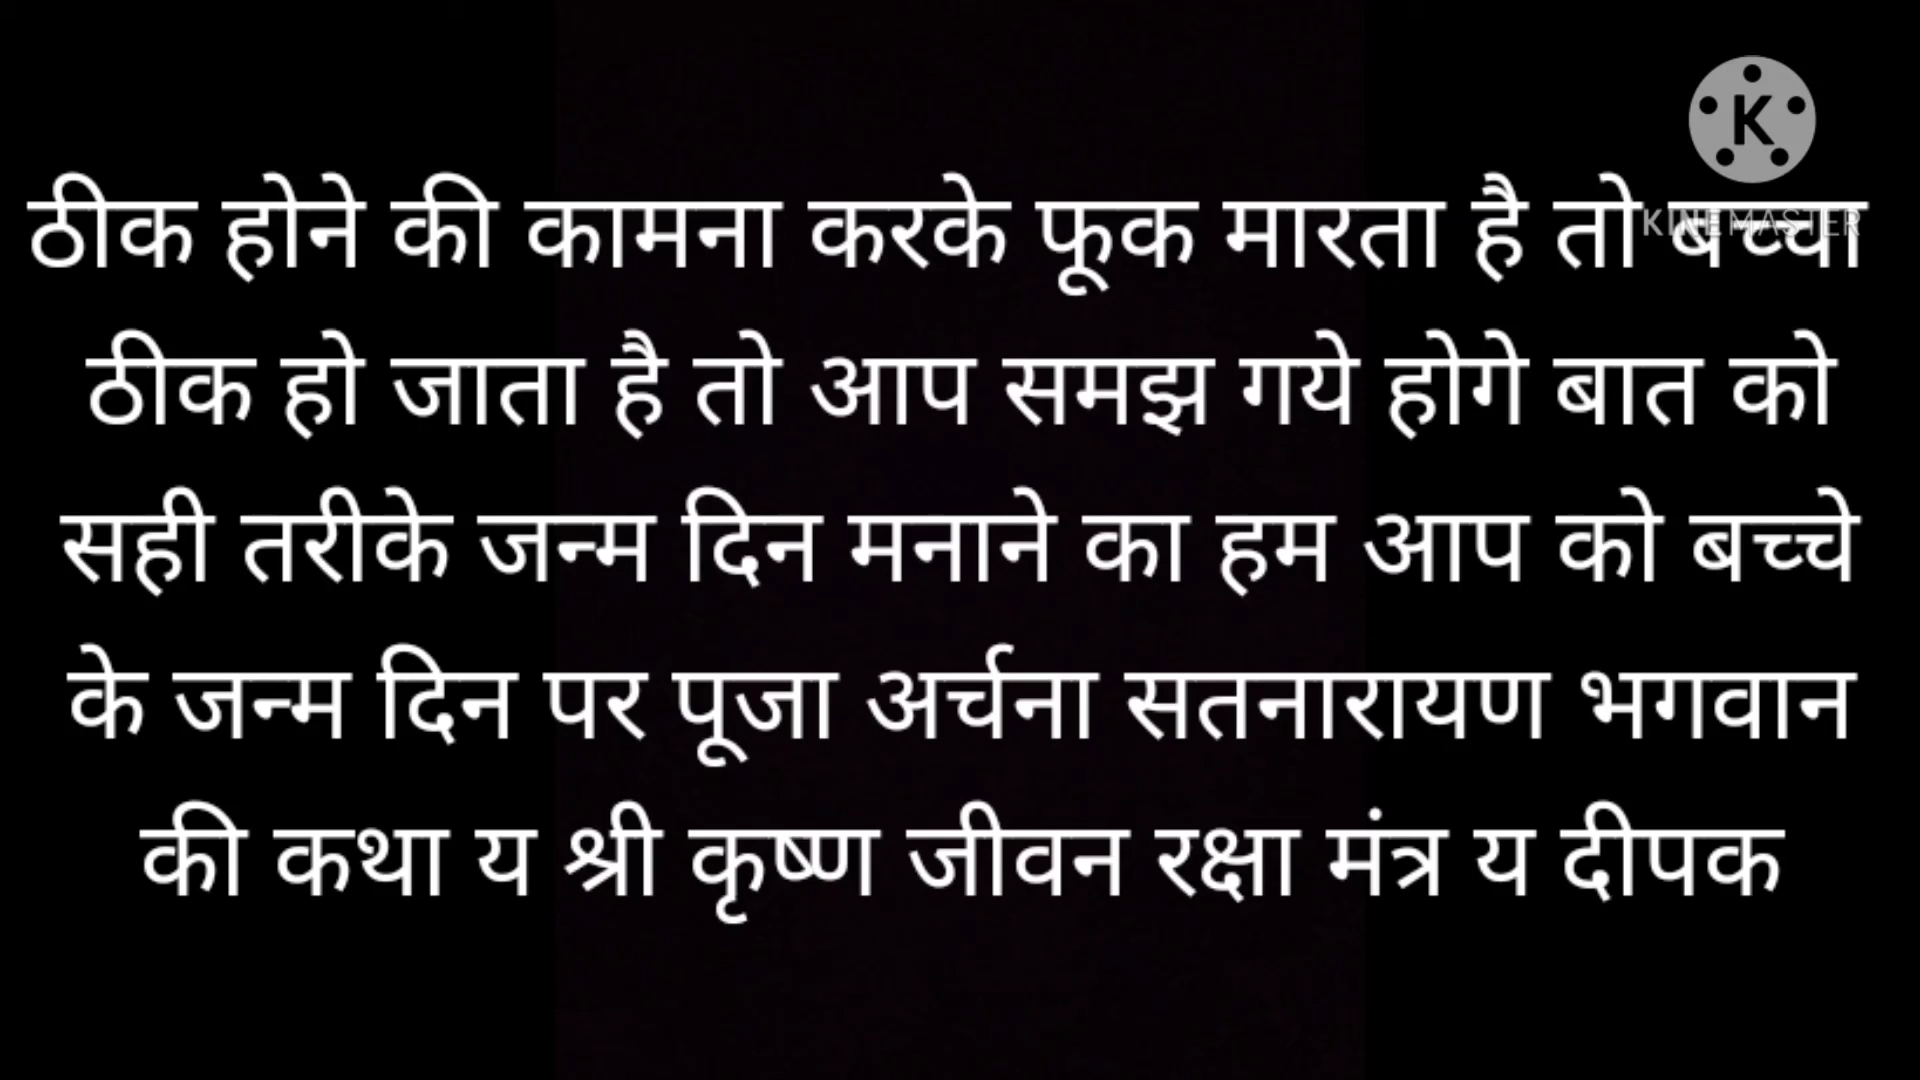 K
KINEMASTER
ठीक होने की कामना करके फूक मारता है तो बच्चा
ठीक हो जाता है तो आप समझ गये होगे बात को
सही तरीके जन्म दिन मनाने का हम आप को बच्चे
के जन्म दिन पर पूजा अर्चना सतनारायण भगवान
की कथा य श्री कृष्ण जीवन रक्षा मंत्र य दीपक